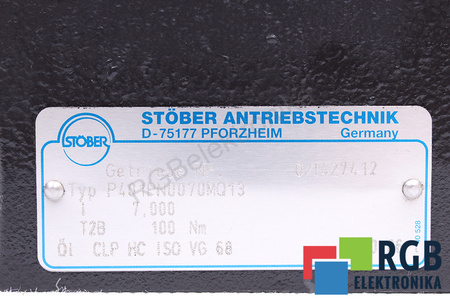 STÖBER ANTRIEBSTECHNIK
D-75177 PFORZHEIM Germany
STÖBER
Getr
Typ
i 7,000
T2B 100 Nm
Öl CLP HC ISO VG 68
RGB
ELEKTRONIKA